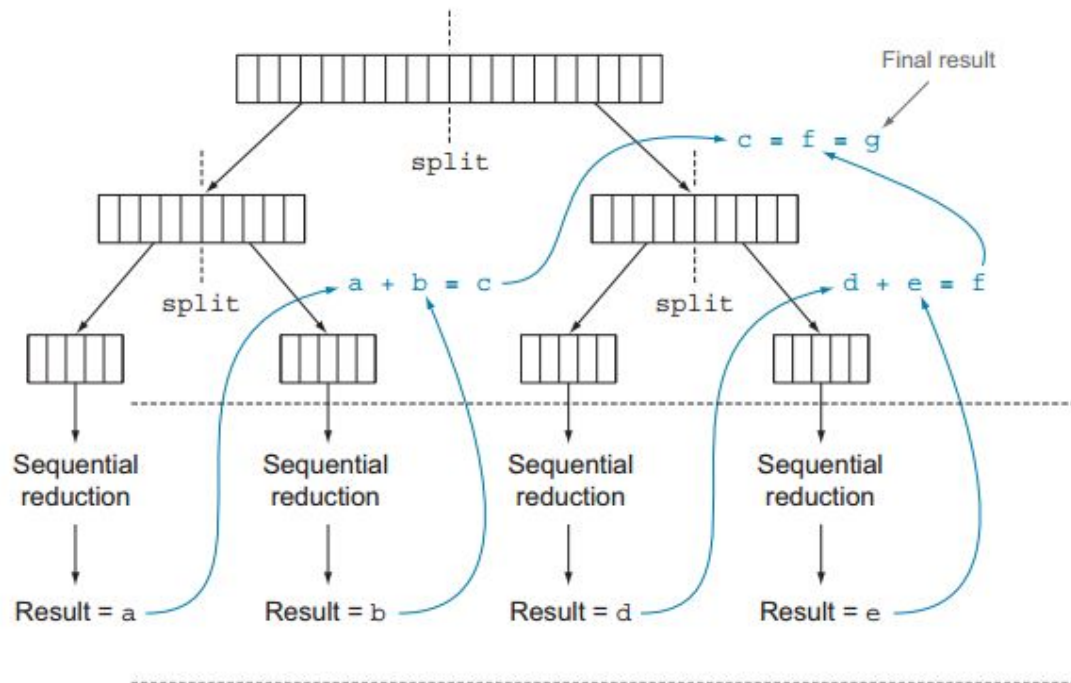 Final result
c = f = g
split
a + b = c
d + e = f
split
split
Sequential
reduction
Sequential
reduction
Sequential
reduction
Sequential
reduction
Result = a
Result = b
Result = d
Result = e